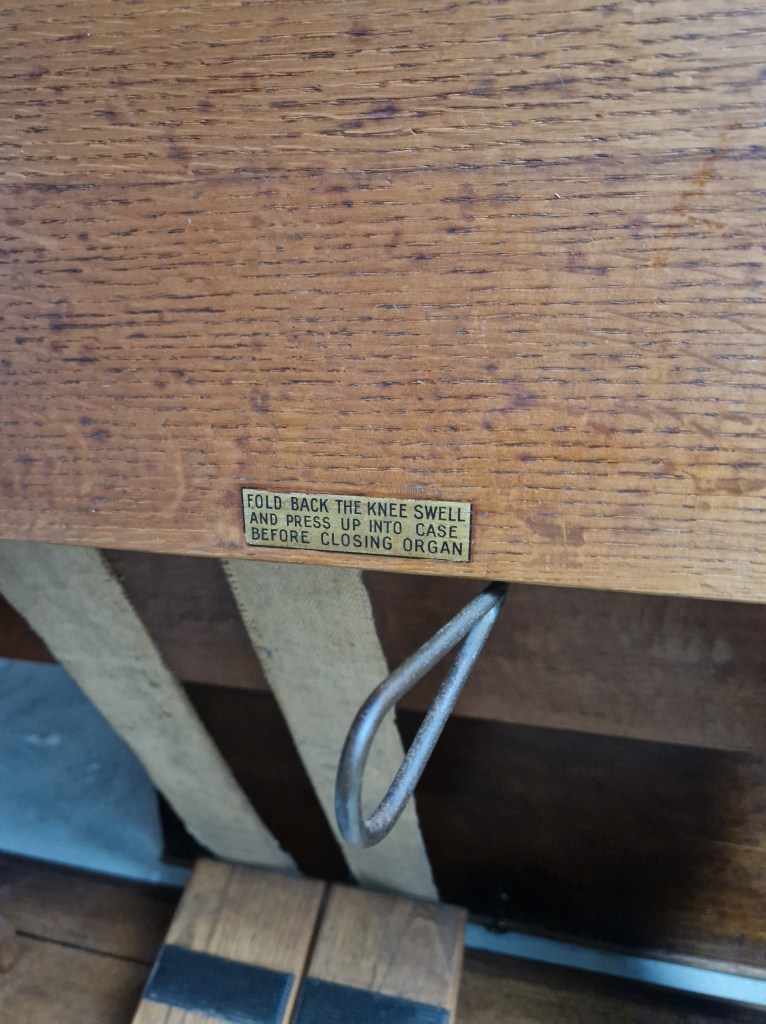 FOLD BACK THE KNEE SWELL
AND PRESS UP INTO CASE
BEFORE CLOSING ORGAN